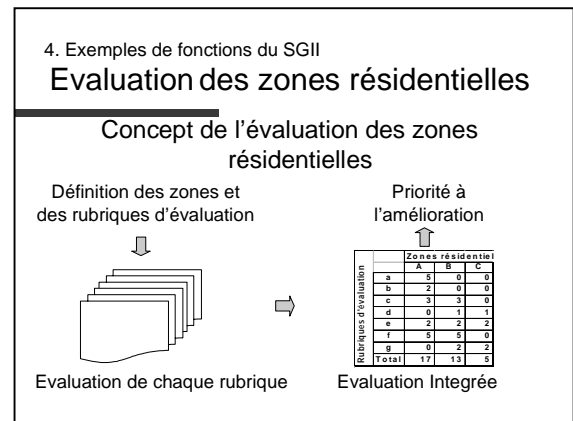 4. Exemples de fonctions du SGII
Evaluation des zones résidentielles
Concept de l'évaluation des zones
résidentielles
Définition des zones et
des rubriques d'évaluation
Priorité à
l'amélioration
Zones résidentiel
A B C
Rubriques d'évaluation
a 5 0 0
b 2 0 0
c 3 3 0
d 0 1 1
e 2 2 2
f 5 5 0
g 0 2 2
Total 17 13 5
Evaluation de chaque rubrique
Evaluation Integrée